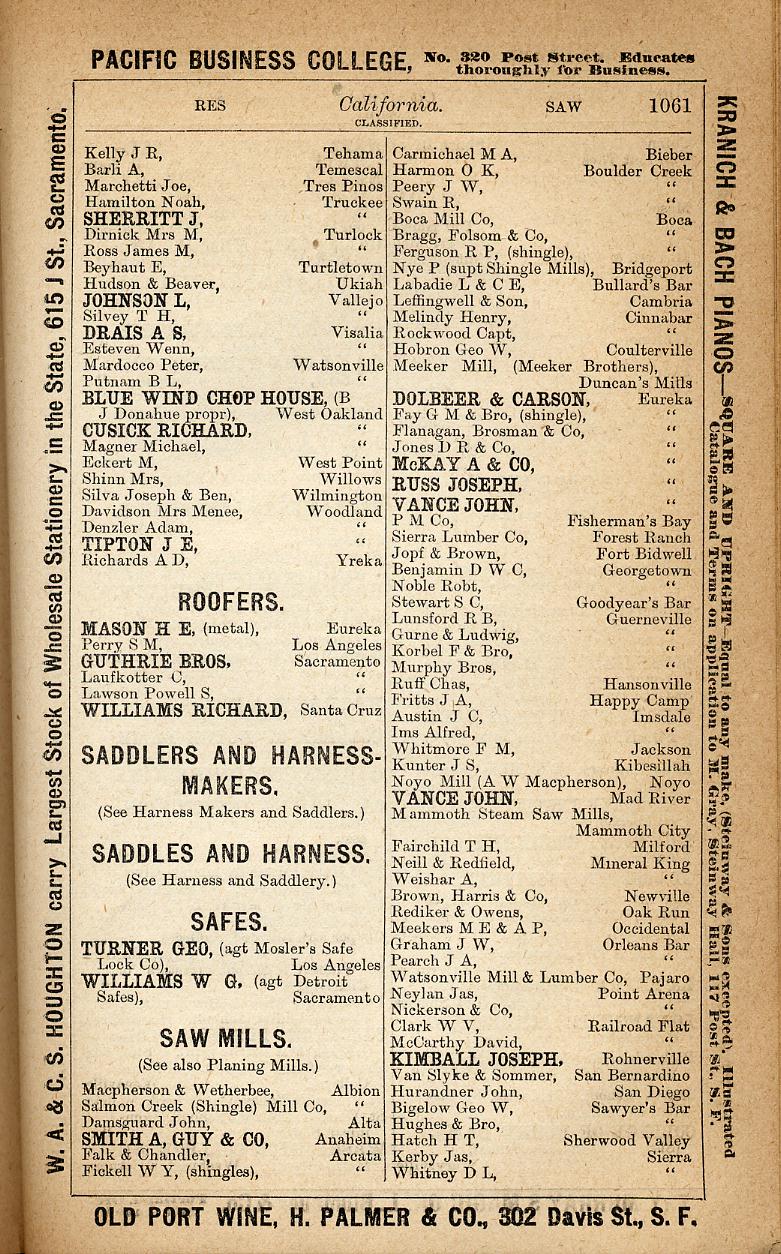 PACIFIC BUSINESS COLLEGE, No. 320 Post Street. Educates
thoroughly for Business.
RES California. SAW 1061
CLASSIFIED.
Kelly J R, Tehama
Barli A, Temescal
Marchetti Joe, Tres Pinos
Hamilton Noah, Truckee
SHERRITT J, “
Dirnick Mrs M, Turlock
Ross James M, “
Beyhaut E, Turtletown
Hudson & Beaver, Ukiah
JOHNSON L, Vallejo
Silvey T H, “
DRAIS A S, Visalia
Esteven Wenn, “
Mardocco Peter, Watsonville
Putnam B L, “
BLUE WIND CHOP HOUSE, (B
J Donahue propr), West Oakland
CUSICK RICHARD, “
Magner Michael, “
Eckert M, West Point
Shinn Mrs, Willows
Silva Joseph & Ben, Wilmington
Davidson Mrs Menee, Woodland
Denzler Adam, “
TIPTON J E, “
Richards A D, Yreka
ROOFERS.
MASON H E, (metal), Eureka
Perry S M, Los Angeles
GUTHRIE BROS, Sacramento
Laufkotter C, “
Lawson Powell S, “
WILLIAMS RICHARD, Santa Cruz
SADDLERS AND HARNESS-
MAKERS.
(See Harness Makers and Saddlers.)
SADDLES AND HARNESS.
(See Harness and Saddlery.)
SAFES.
TURNER GEO, (agt Mosler's Safe
Lock Co), Los Angeles
WILLIAMS W G, (agt Detroit
Safes), Sacramento
SAW MILLS.
(See also Planing Mills.)
Macpherson & Wetherbee, Albion
Salmon Creek (Shingle) Mill Co, “
Damsguard John, Alta
SMITH A, GUY & CO, Anaheim
Falk & Chandler, Arcata
Fickell W Y, (shingles), “
Carmichael M A, Bieber
Harmon O K, Boulder Creek
Peery J W, “
Swain R, “
Boca Mill Co, Boca
Bragg, Folsom & Co, “
Ferguson R P, (shingle), “
Nye P (supt Shingle Mills), Bridgeport
Labadie L & C E, Bullard's Bar
Leffingwell & Son, Cambria
Melindy Henry, Cinnabar
Rockwood Capt, “
Hobron Geo W, Coulterville
Meeker Mill, (Meeker Brothers),
Duncan's Mills
DOLBEER & CARSON, Eureka
Fay G M & Bro, (shingle), “
Flanagan, Brosman & Co, “
Jones D R & Co, “
McKAY A & CO, “
RUSS JOSEPH, “
VANCE JOHN, “
P M Co, Fisherman's Bay
Sierra Lumber Co, Forest Ranch
Jopf & Brown, Fort Bidwell
Benjamin D W C, Georgetown
Noble Robt, “
Stewart S C, Goodyear's Bar
Lunsford R B, Guerneville
Gurne & Ludwig, “
Korbel F & Bro, “
Murphy Bros, “
Ruff Chas, Hansonville
Fritts J A, Happy Camp
Austin J C, Imsdale
Ims Alfred, “
Whitmore F M, Jackson
Kunter J S, Kibesillah
Noyo Mill (A W Macpherson), Noyo
VANCE JOHN, Mad River
Mammoth Steam Saw Mills,
Mammoth City
Fairchild T H, Milford
Neill & Redfield, Mineral King
Weishar A, “
Brown, Harris & Co, Newville
Rediker & Owens, Oak Run
Meekers M E & A P, Occidental
Graham J W, Orleans Bar
Pearch J A, “
Watsonville Mill & Lumber Co, Pajaro
Neylan Jas, Point Arena
Nickerson & Co, “
Clark W V, Railroad Flat
McCarthy David, “
KIMBALL JOSEPH, Rohnerville
Van Slyke & Sommer, San Bernardino
Hurandner John, San Diego
Bigelow Geo W, Sawyer's Bar
Hughes & Bro, “
Hatch H T, Sherwood Valley
Kerby Jas, Sierra
Whitney D L, “
W. A. & C. S. HOUGHTON carry Largest Stock of Wholesale Stationery in the State, 615 J St., Sacramento.
KRANICH & BACH PIANOS—SQUARE AND UPRIGHT—Equal to any make, (Steinway & Sons excepted). Illustrated
Catalogue and Terms on application to M. Gray, Steinway Hall, 117 Post St., S. F.
OLD PORT WINE, H. PALMER & CO., 302 Davis St., S. F.